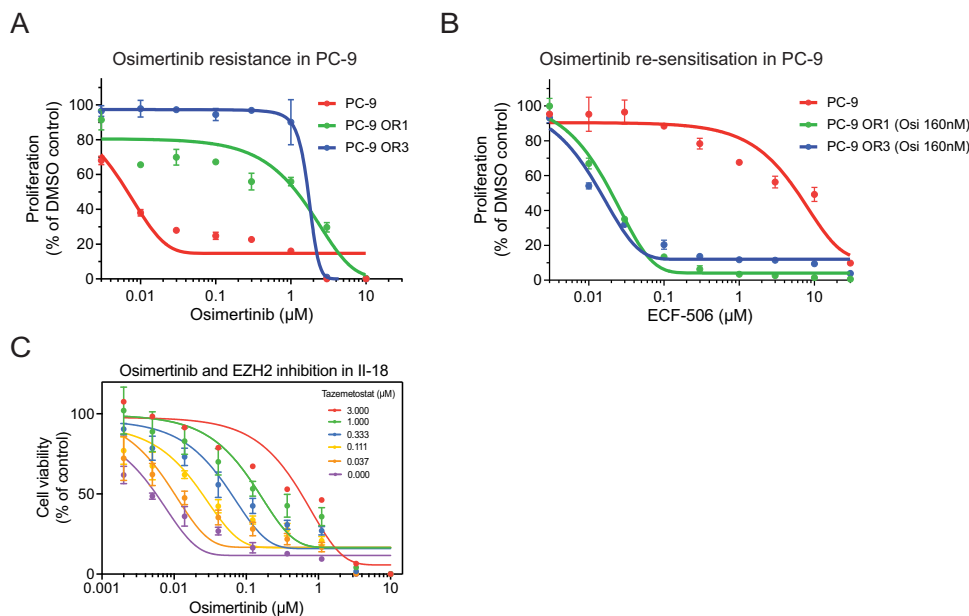 A
Osimertinib resistance in PC-9
Proliferation
(% of DMSO control)
100
80
60
40
20
0
PC-9
PC-9 OR1
PC-9 OR3
0.01
0.1
1
10
Osimertinib (μM)
B
Osimertinib re-sensitisation in PC-9
Proliferation
(% of DMSO control)
100
80
60
40
20
0
PC-9
PC-9 OR1 (Osi 160nM)
PC-9 OR3 (Osi 160nM)
0.01
0.1
1
10
ECF-506 (μM)
C
Osimertinib and EZH2 inhibition in II-18
Cell viability
(% of control)
100
50
0
Tazemetostat (μM)
3.000
1.000
0.333
0.111
0.037
0.000
0.001
0.01
0.1
1
10
Osimertinib (μM)